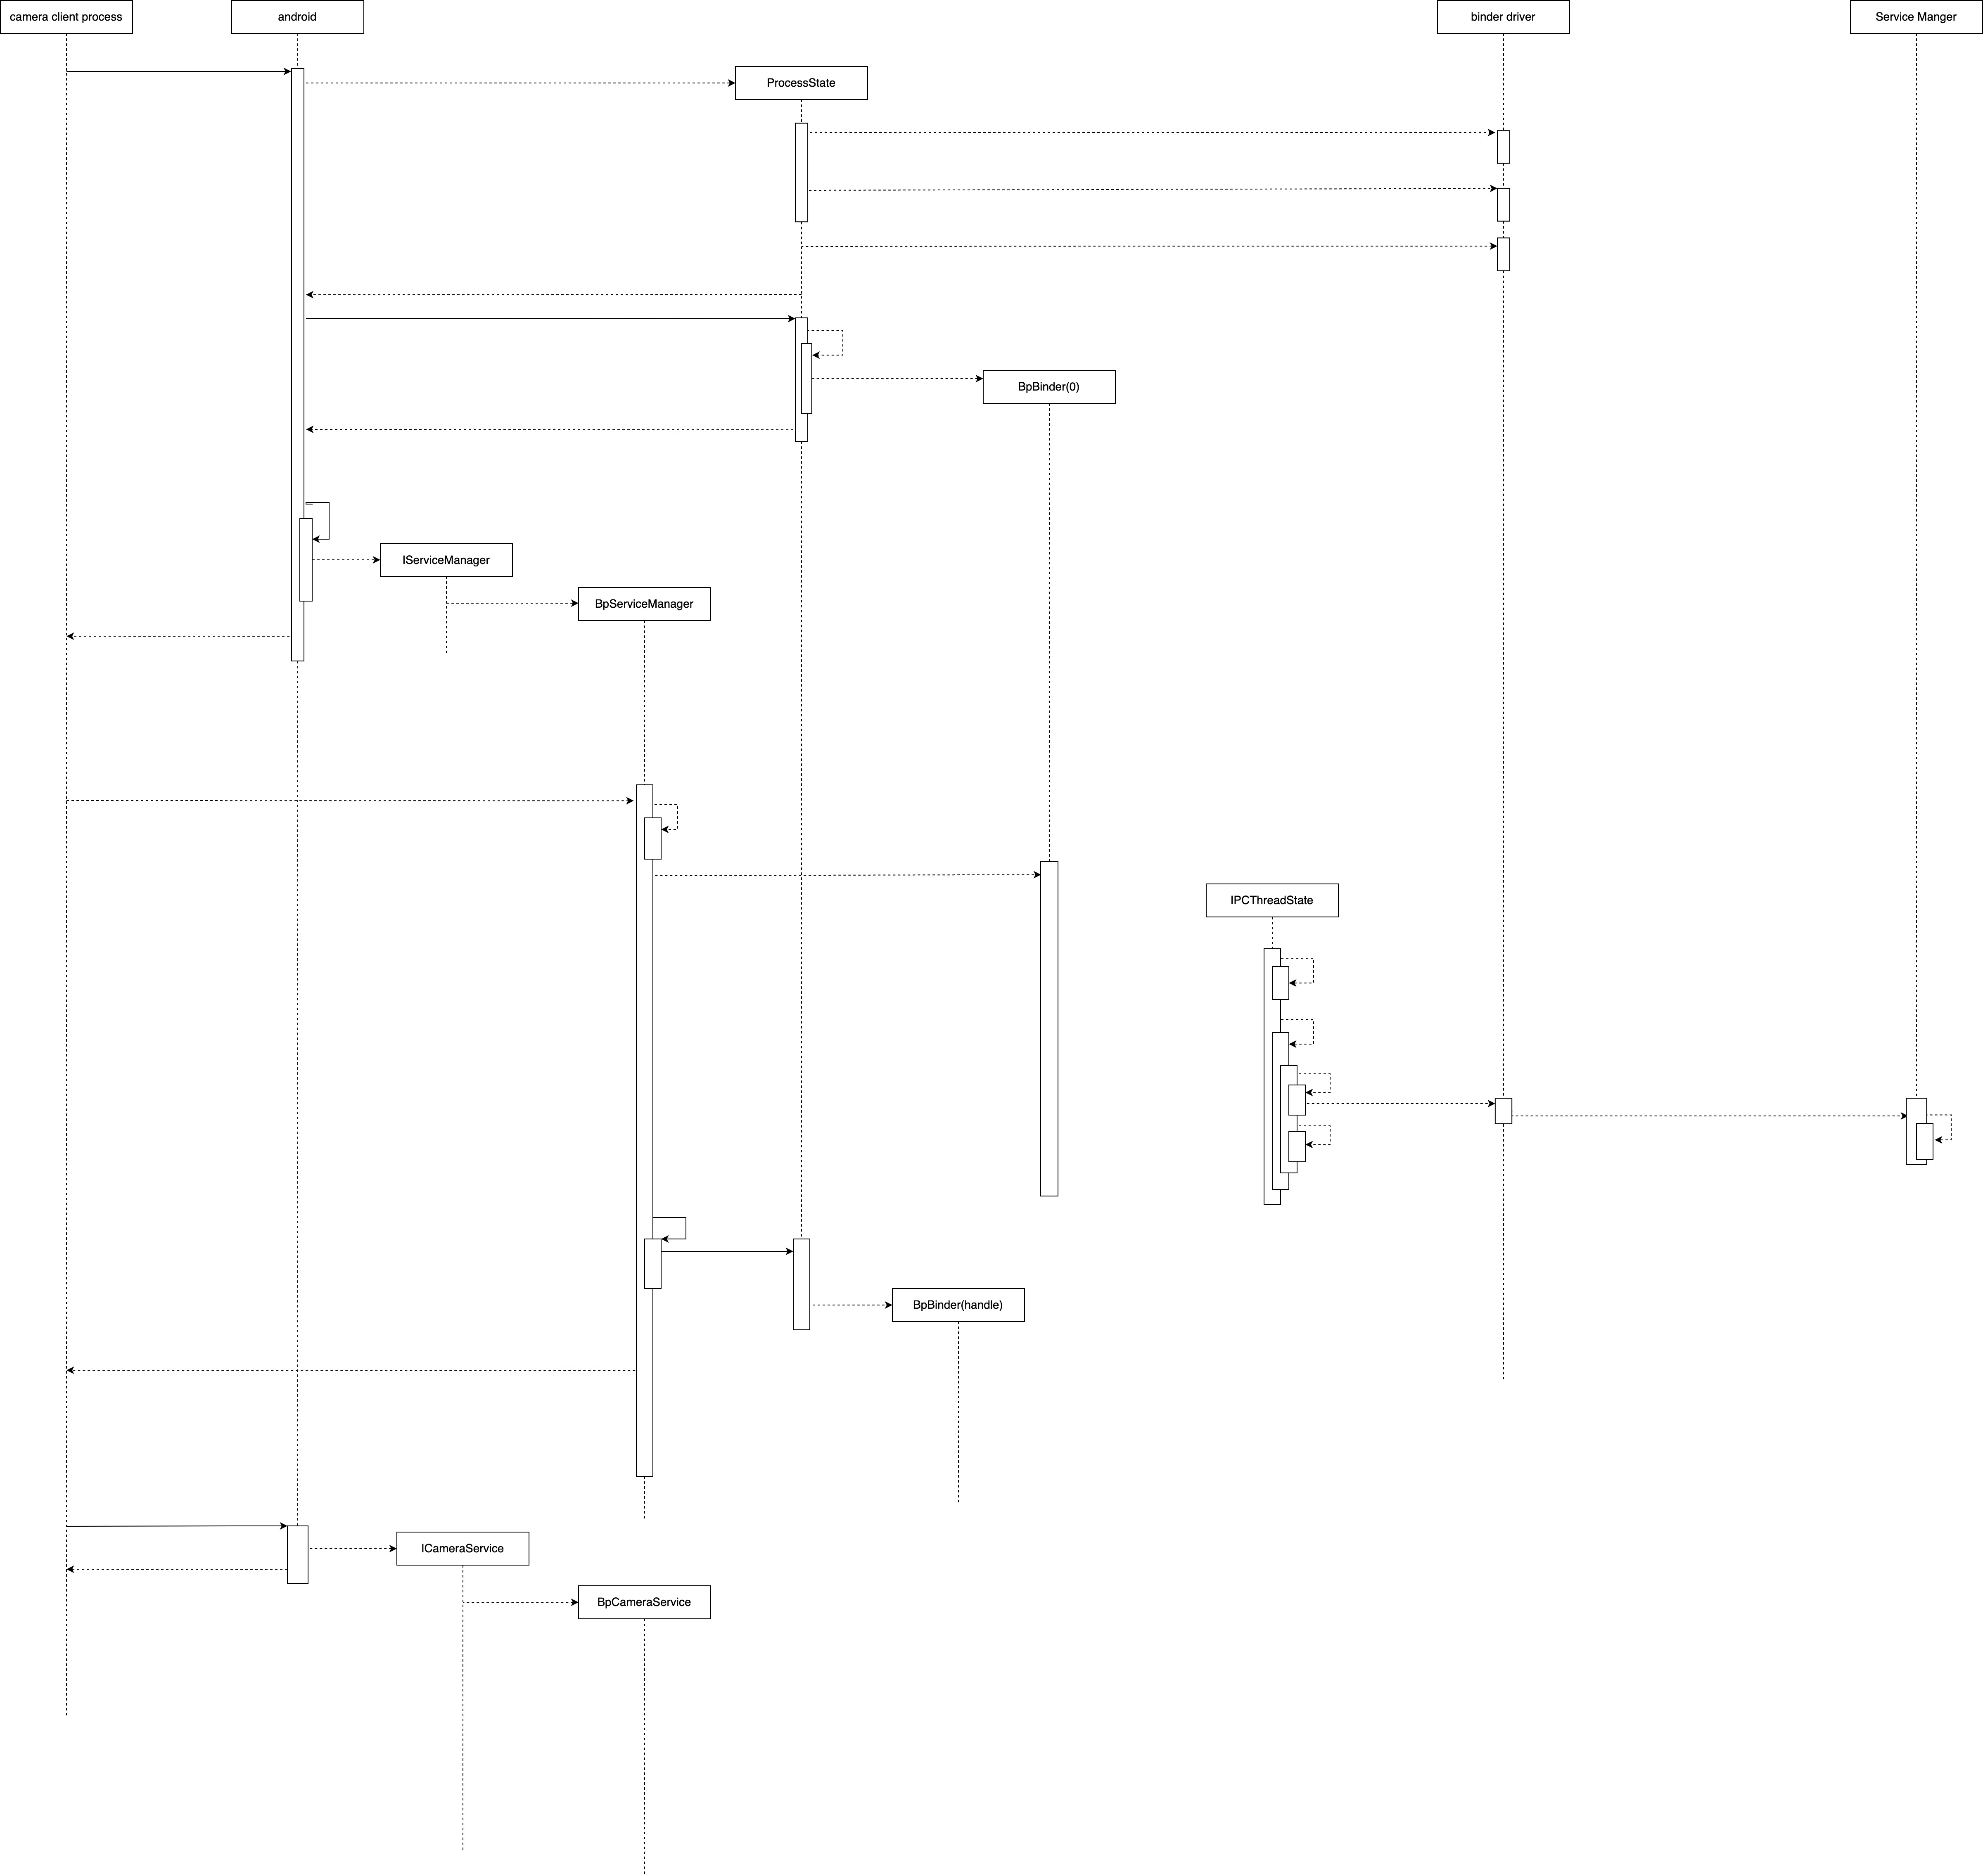 camera client process
android
binder driver
Service Manger
ProcessState
BpBinder(0)
IServiceManager
BpServiceManager
IPCThreadState
BpBinder(handle)
ICameraService
BpCameraService